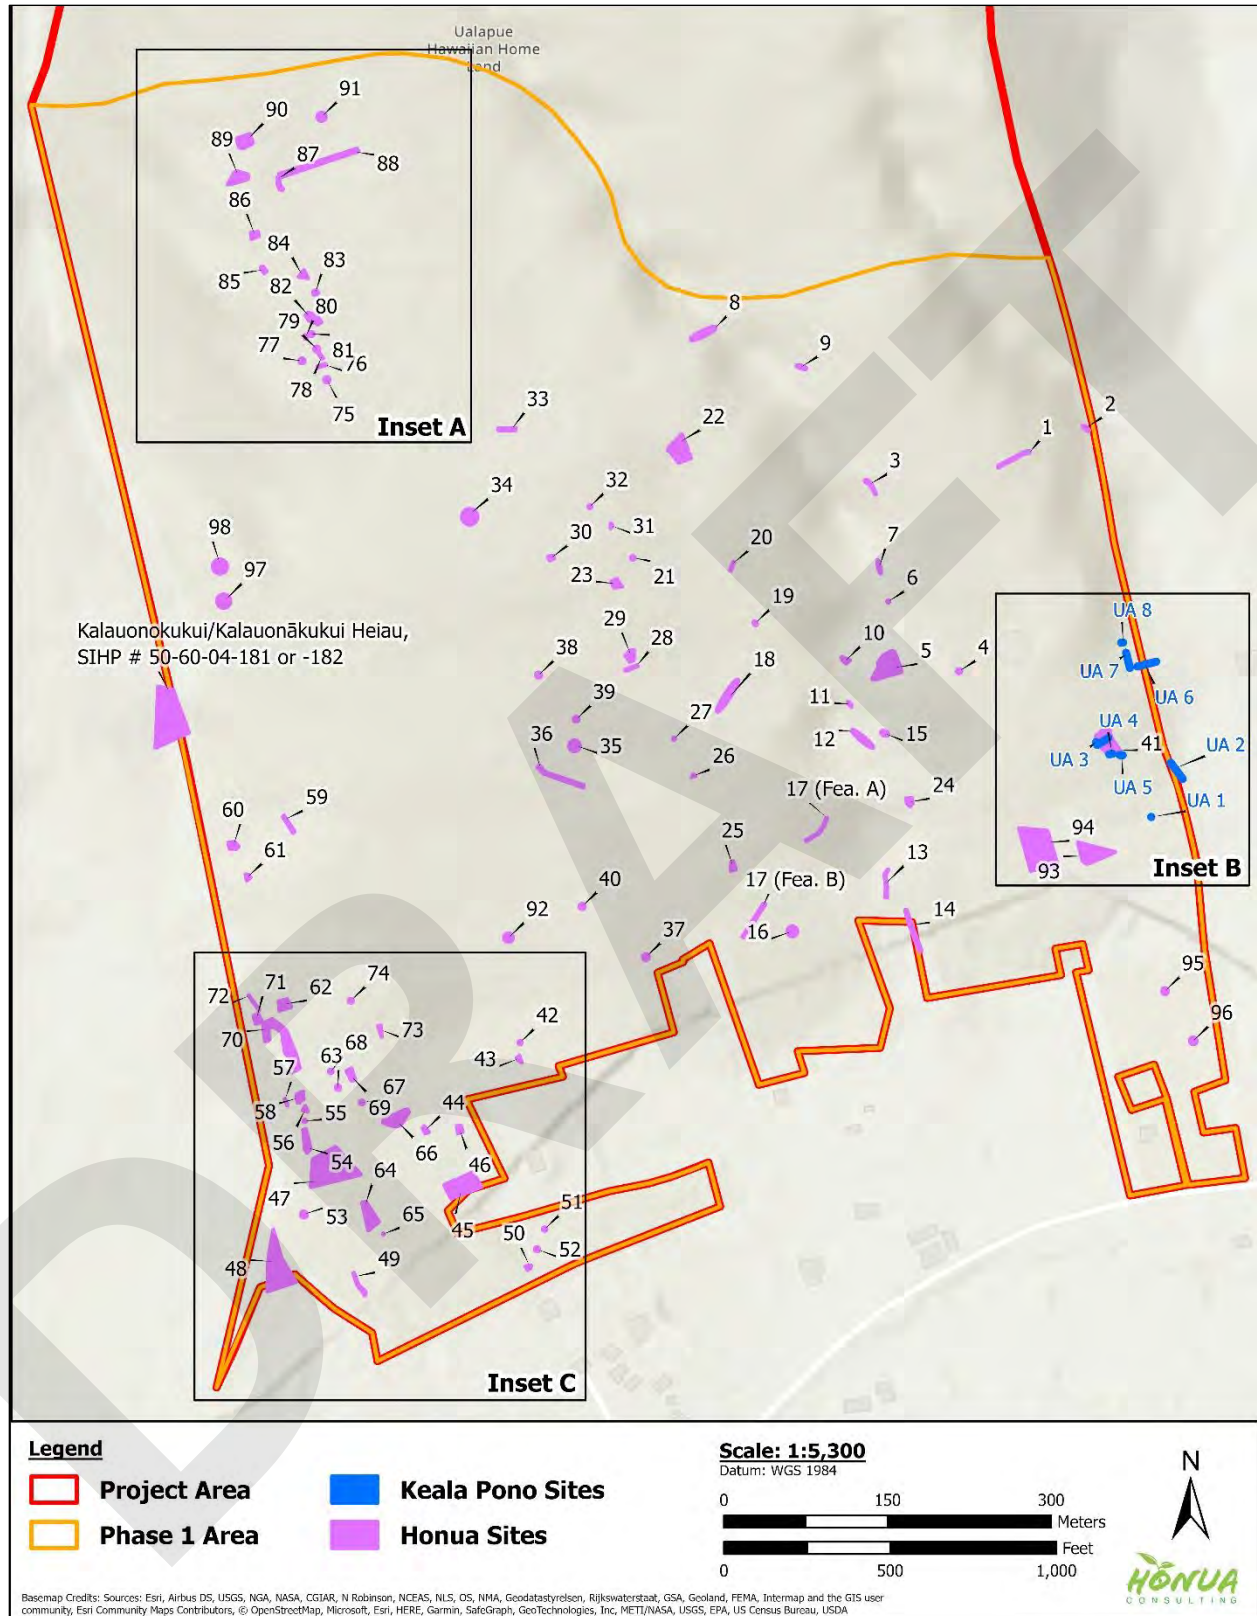 Ualapue
Hawaiian Home
Land
91
90
89
87
88
86
84
83
85
82
80
79
77
81
76
78
75
Inset A
8
9
33
22
2
1
3
34
32
31
30
20
7
98
23
21
6
97
19
Kalauonokukui/Kalauonākukui Heiau,
SIHP # 50-60-04-181 or -182
29
28
10
5
4
38
18
39
11
27
12
15
36
35
26
UA 8
UA 7
UA 6
UA 4
41
UA 2
UA 3
UA 5
UA 1
94
93
Inset B
17 (Fea. A)
24
60
59
61
25
13
17 (Fea. B)
40
92
14
37
16
95
96
74
71
62
72
70
73
42
68
43
57
63
67
58
55
69
44
56
66
54
46
47
64
53
65
45
51
50
52
48
49
Inset C
DRAFT
Legend
Project Area
Phase 1 Area
Keala Pono Sites
Honua Sites
Scale: 1:5,300
Datum: WGS 1984
0 150 300
Meters
Feet
0 500 1,000
N
HONUA
CONSULTING
Basemap Credits: Sources: Esri, Airbus DS, USGS, NGA, NASA, CGIAR, N Robinson, NCEAS, NLS, OS, NMA, Geodatastyrelsen, Rijkswaterstaat, GSA, Geoland, FEMA, Intermap and the GIS user
community, Esri Community Maps Contributors, © OpenStreetMap, Microsoft, Esri, HERE, Garmin, SafeGraph, GeoTechnologies, Inc, METI/NASA, USGS, EPA, US Census Bureau, USDA